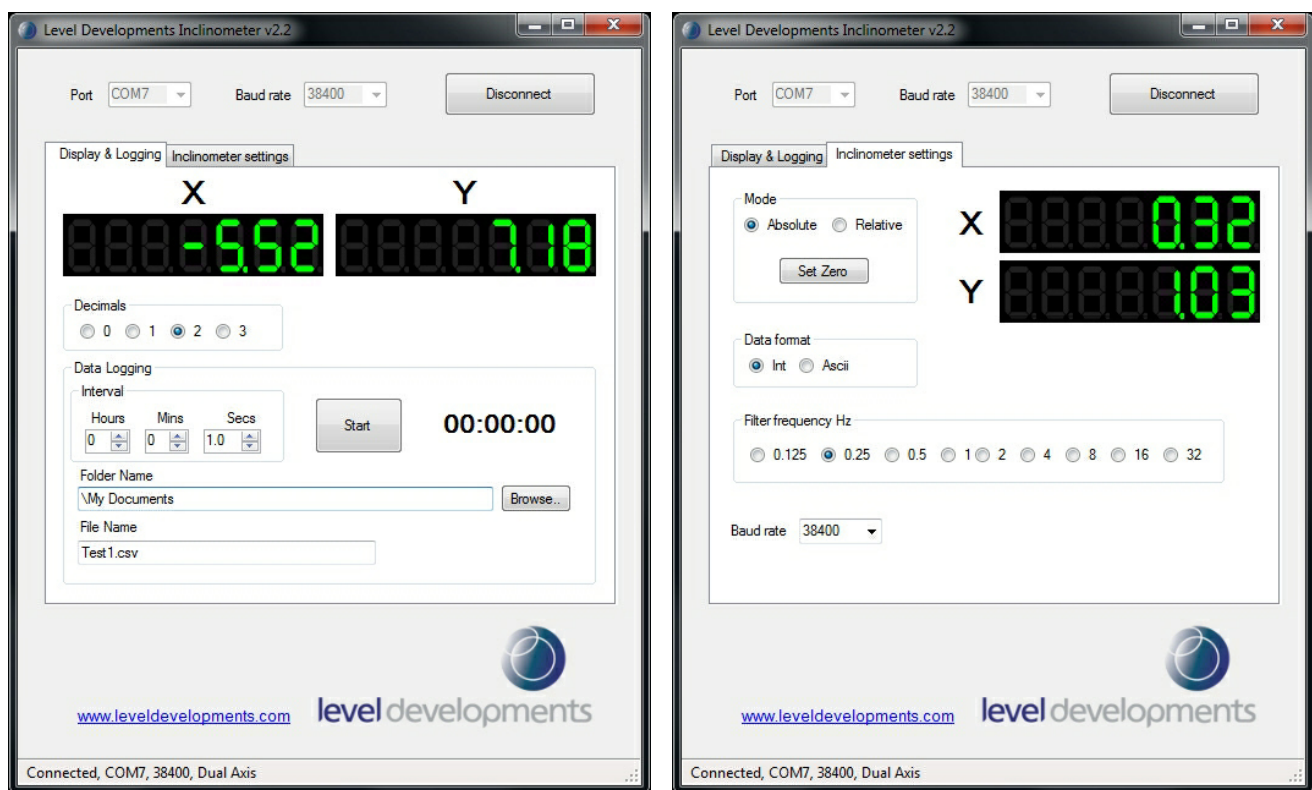 Level Developments Inclinometer v2.2
Port COM7 Baud rate 38400 Disconnect
Display & Logging Inclinometer settings
X Y
-5.52 7.18
Decimals
0 1 2 3
Data Logging
Interval
Hours Mins Secs
0 0 1.0 Start 00:00:00
Folder Name
\My Documents Browse..
File Name
Test1.csv
www.leveldevelopments.com level developments
Connected, COM7, 38400, Dual Axis
Level Developments Inclinometer v2.2
Port COM7 Baud rate 38400 Disconnect
Display & Logging Inclinometer settings
Mode
Absolute Relative X 0.32
Set Zero
Y 1.03
Data format
Int Ascii
Filter frequency Hz
0.125 0.25 0.5 1 2 4 8 16 32
Baud rate 38400
www.leveldevelopments.com level developments
Connected, COM7, 38400, Dual Axis